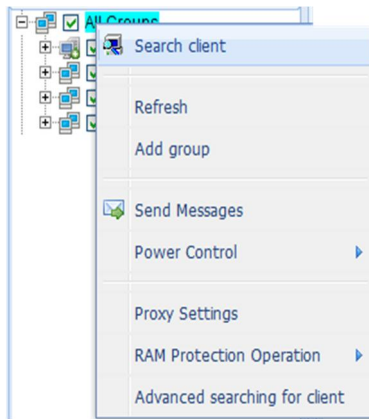 All Groups
Search client
Refresh
Add group
Send Messages
Power Control
Proxy Settings
RAM Protection Operation
Advanced searching for client